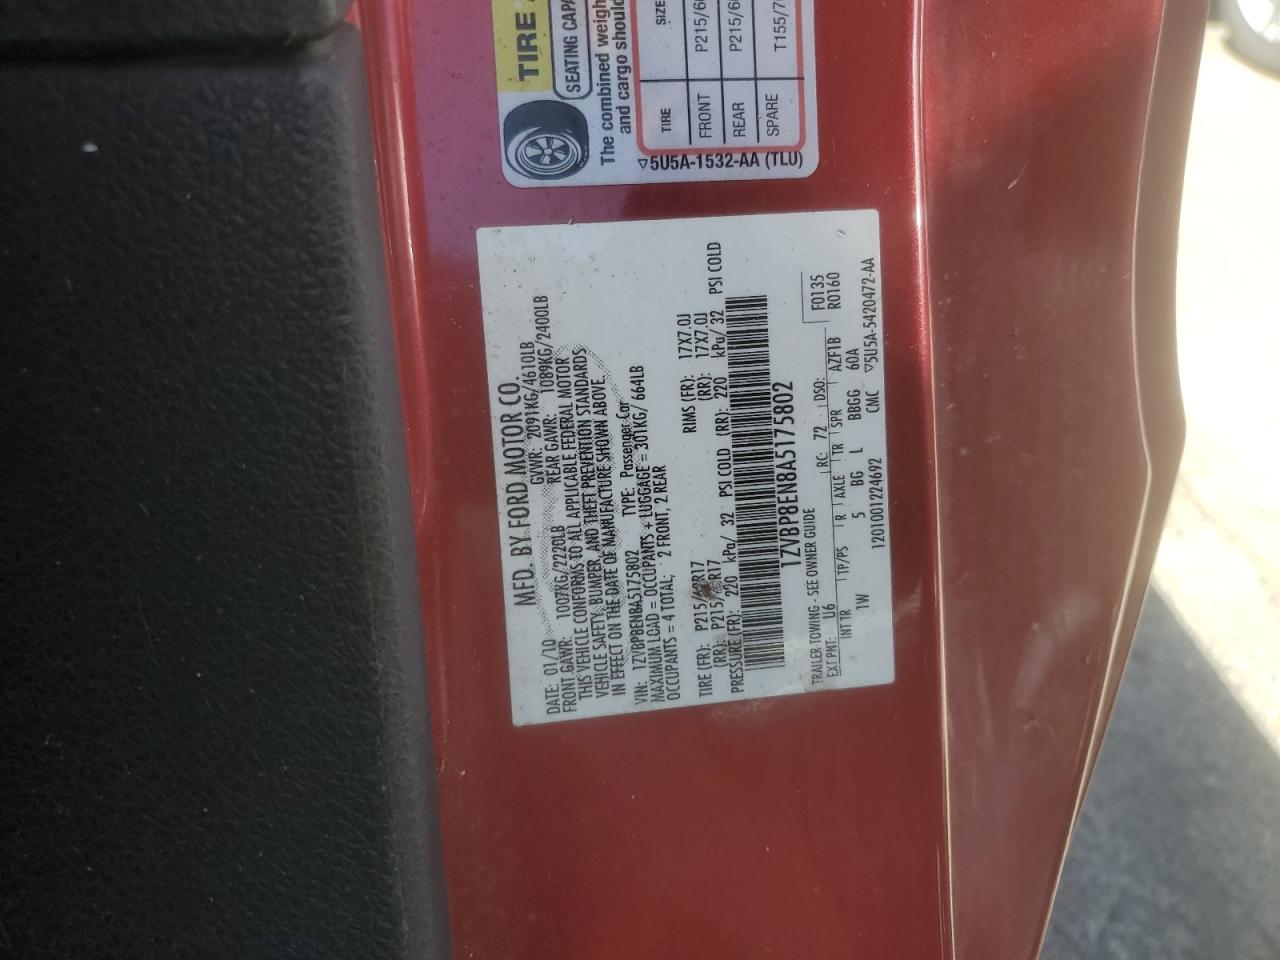 MFD. BY FORD MOTOR CO.
DATE: 01/10 GVWR: 2091KG/4610LB
FRONT GAWR: 1007KG/2220LB REAR GAWR: 1089KG/2400LB
THIS VEHICLE CONFORMS TO ALL APPLICABLE FEDERAL MOTOR
VEHICLE SAFETY, BUMPER, AND THEFT PREVENTION STANDARDS
IN EFFECT ON THE DATE OF MANUFACTURE SHOWN ABOVE.
VIN: 1ZVBP8EN8A5175802 TYPE: Passenger Car
MAXIMUM LOAD = OCCUPANTS + LUGGAGE = 301KG/ 664LB
OCCUPANTS = 4 TOTAL; 2 FRONT, 2 REAR
TIRE (FR): RIMS (FR): 17X7.0J
(RR): (RR): 17X7.0J
PRESSURE (FR): 220 kPa/ 32 PSI COLD (RR): 220 kPa/ 32 PSI COLD
1ZVBP8EN8A5175802
TRAILER TOWING - SEE OWNER GUIDE F0135
EXT PNT: U6 RC: 72 DSO: R0160
INT TR TP/PS R AXLE TR SPR AZF1B
1W 5 BG L BBGG 60A
1201001224692 CMC ▽5U5A-5420472-AA
TIRE
SEATING CAPA
The combined weigh
and cargo shoul
TIRE SIZE
FRONT P215/6
REAR P215/6
SPARE T155/7
▽5U5A-1532-AA (TLU)